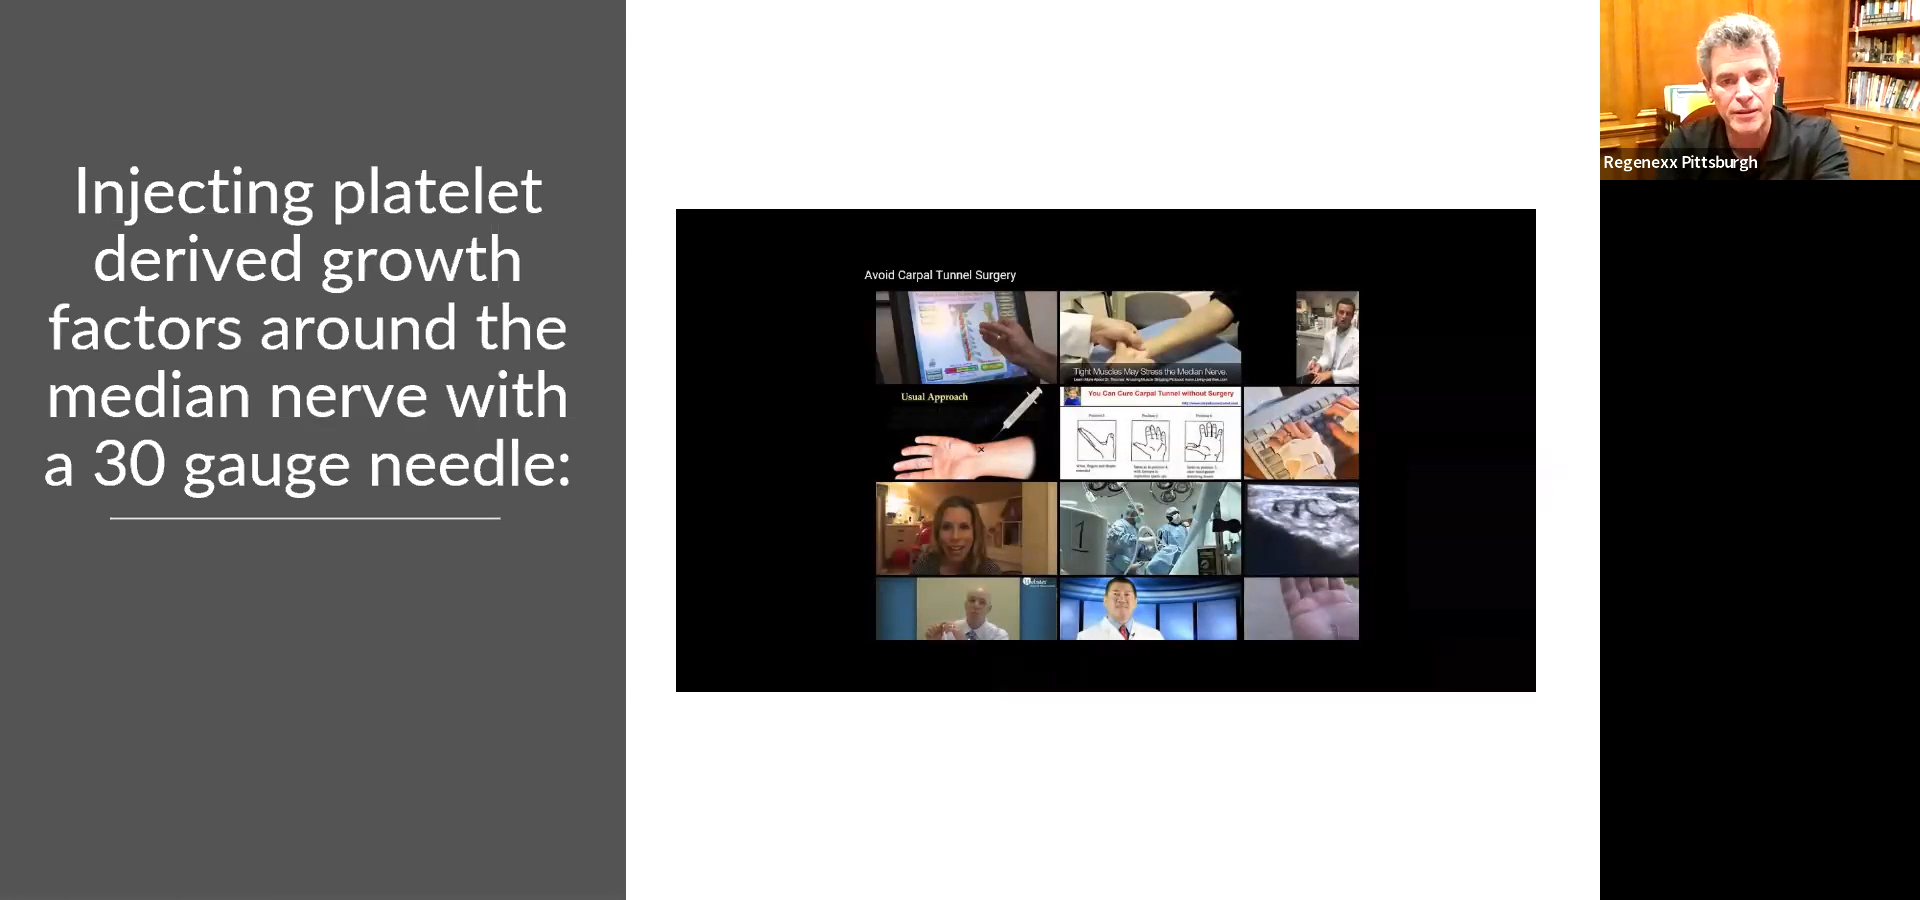 Injecting platelet
derived growth
factors around the
median nerve with
a 30 gauge needle:
Avoid Carpal Tunnel Surgery
Tight Muscles May Stress the Median Nerve.
Usual Approach
You Can Cure Carpal Tunnel without Surgery
1
Regenexx Pittsburgh